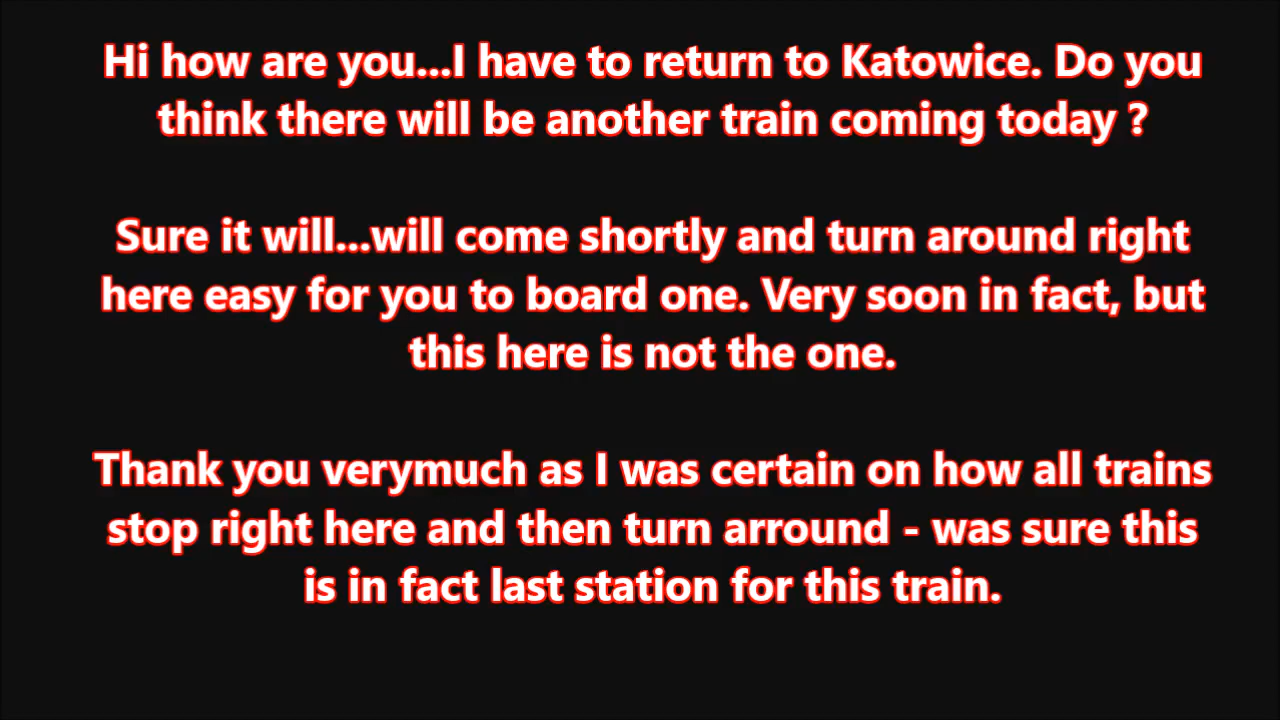 Hi how are you...I have to return to Katowice. Do you
think there will be another train coming today ?
Sure it will...will come shortly and turn around right
here easy for you to board one. Very soon in fact, but
this here is not the one.
Thank you verymuch as I was certain on how all trains
stop right here and then turn arround - was sure this
is in fact last station for this train.